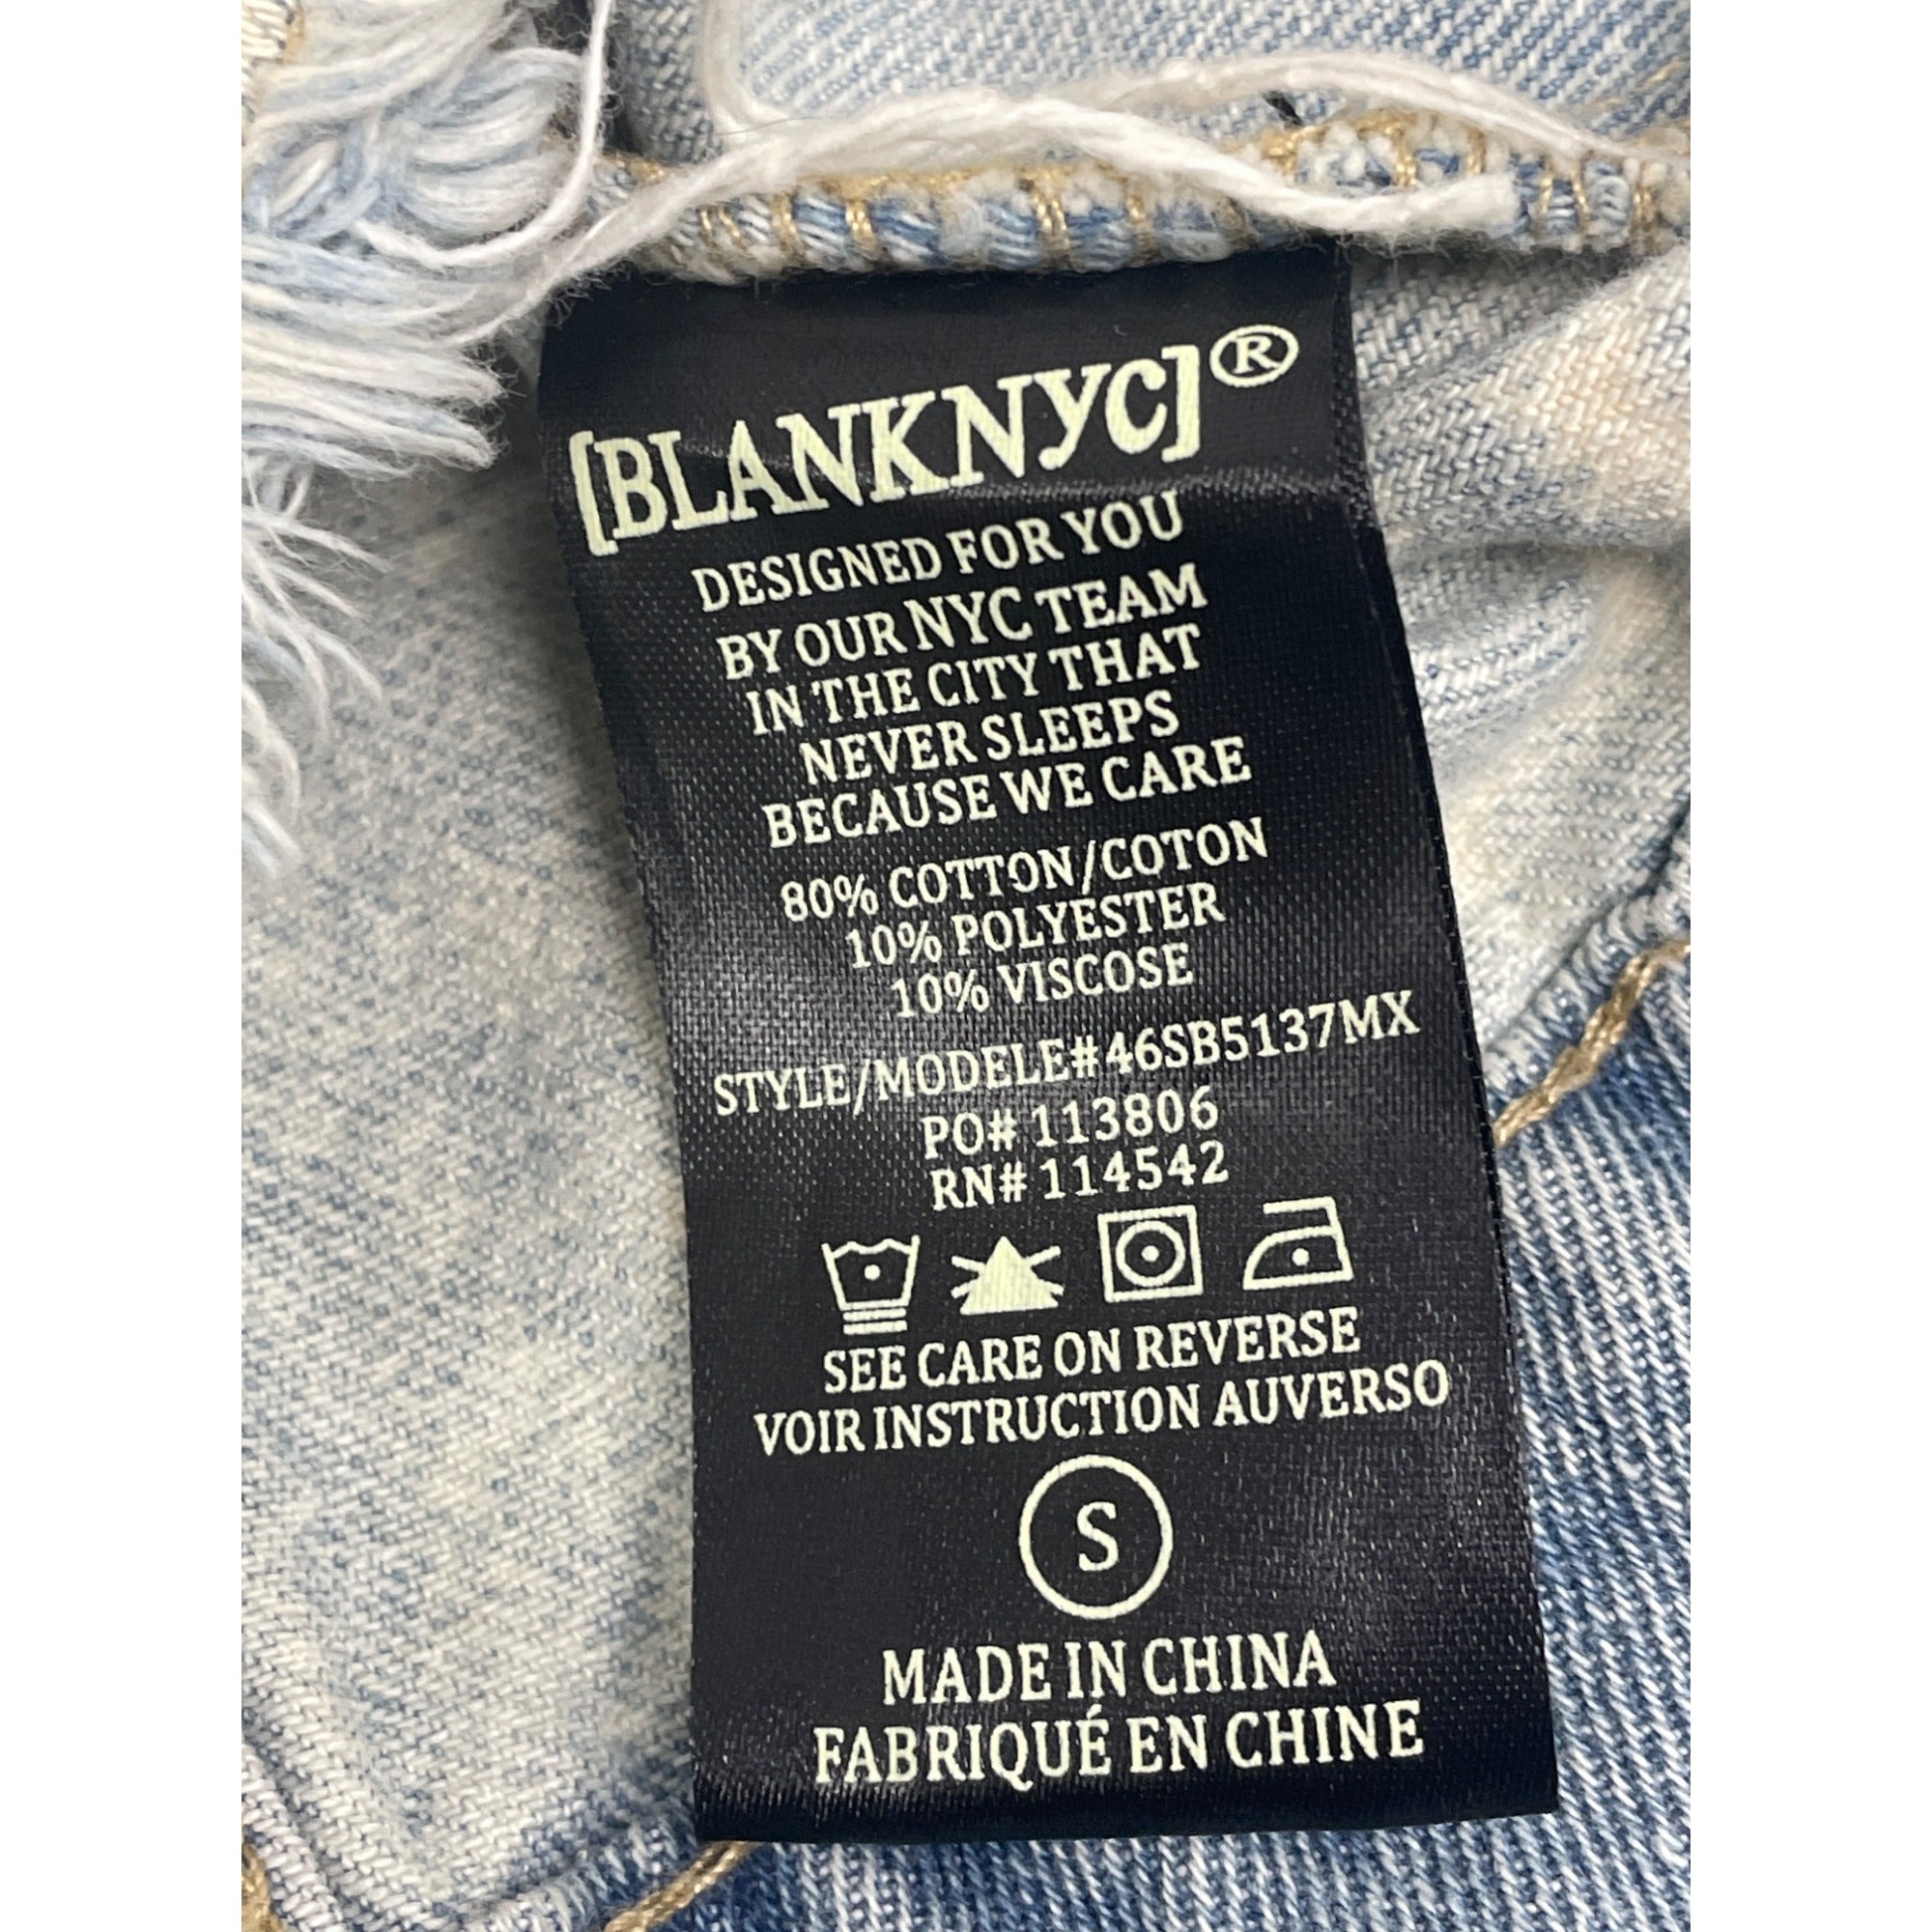 [BLANKNYC]®
DESIGNED FOR YOU
BY OUR NYC TEAM
IN THE CITY THAT
NEVER SLEEPS
BECAUSE WE CARE
80% COTTON/COTON
10% POLYESTER
10% VISCOSE
STYLE/MODELE#46SB5137MX
PO# 113806
RN# 114542
SEE CARE ON REVERSE
VOIR INSTRUCTION AUVERSO
S
MADE IN CHINA
FABRIQUÉ EN CHINE